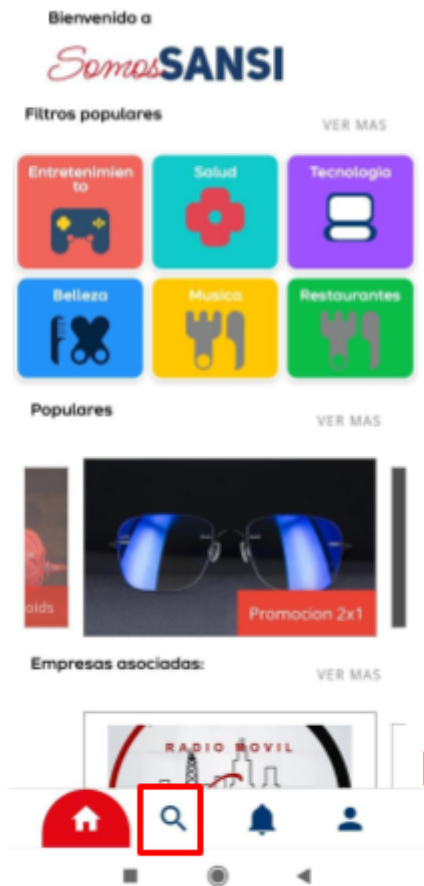 Bienvenido a
SomosSANSI
Filtros populares
VER MAS
Entretenimien
to
Salud
Tecnologia
Belleza
Musica
Restaurantes
Populares
VER MAS
oids
Promocion 2x1
Empresas asociadas:
VER MAS
RADIO MOVIL